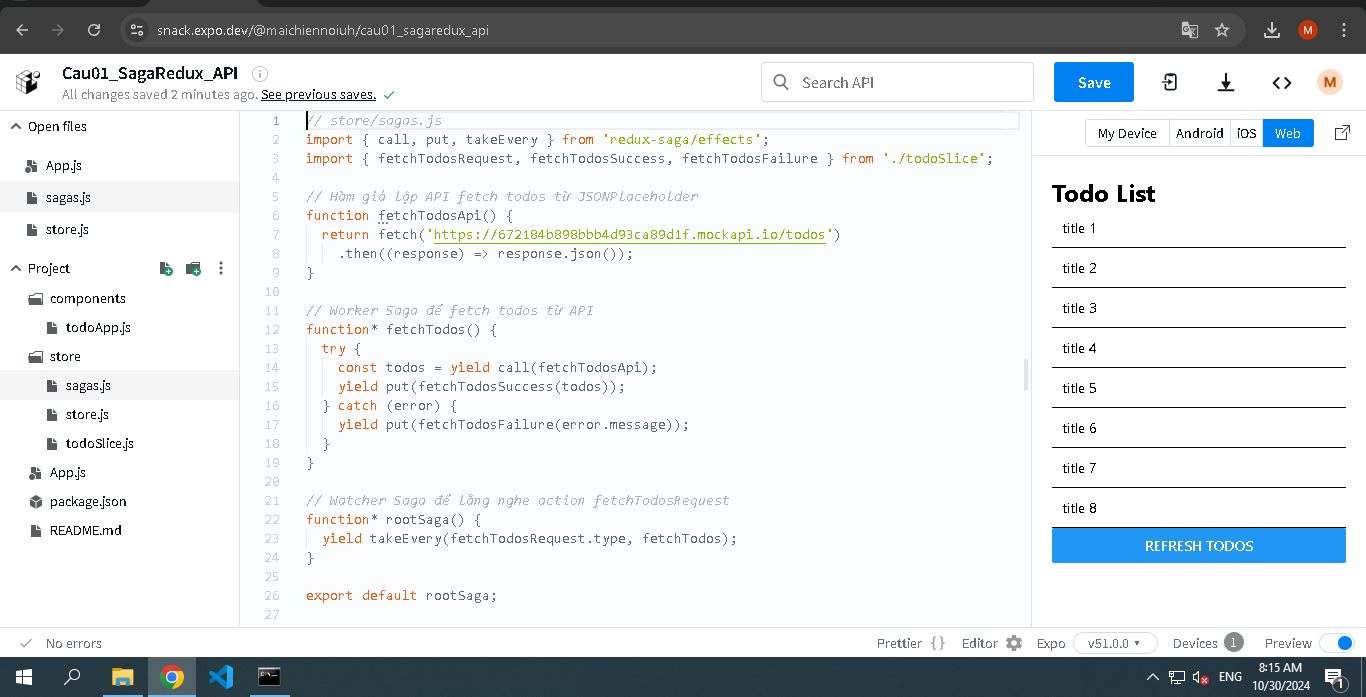 snack.expo.dev/@maichiennoiuh/cau01_sagaredux_api
M
Cau01_SagaRedux_API
All changes saved 2 minutes ago. See previous saves.
Search API
Save
M
Open files
App.js
sagas.js
store.js
Project
components
todoApp.js
store
sagas.js
store.js
todoSlice.js
App.js
package.json
README.md
1 // store/sagas.js
2 import { call, put, takeEvery } from 'redux-saga/effects';
3 import { fetchTodosRequest, fetchTodosSuccess, fetchTodosFailure } from './todoSlice';
4
5 // Hàm giả lập API fetch todos từ JSONPlaceholder
6 function fetchTodosApi() {
7 return fetch('https://672184b898bbb4d93ca89d1f.mockapi.io/todos')
8 .then((response) => response.json());
9 }
10
11 // Worker Saga để fetch todos từ API
12 function* fetchTodos() {
13 try {
14 const todos = yield call(fetchTodosApi);
15 yield put(fetchTodosSuccess(todos));
16 } catch (error) {
17 yield put(fetchTodosFailure(error.message));
18 }
19 }
20
21 // Watcher Saga để lắng nghe action fetchTodosRequest
22 function* rootSaga() {
23 yield takeEvery(fetchTodosRequest.type, fetchTodos);
24 }
25
26 export default rootSaga;
27
My Device Android iOS Web
Todo List
title 1
title 2
title 3
title 4
title 5
title 6
title 7
title 8
REFRESH TODOS
No errors
Prettier {} Editor Expo v51.0.0 Devices 1 Preview
ENG
8:15 AM
10/30/2024
1